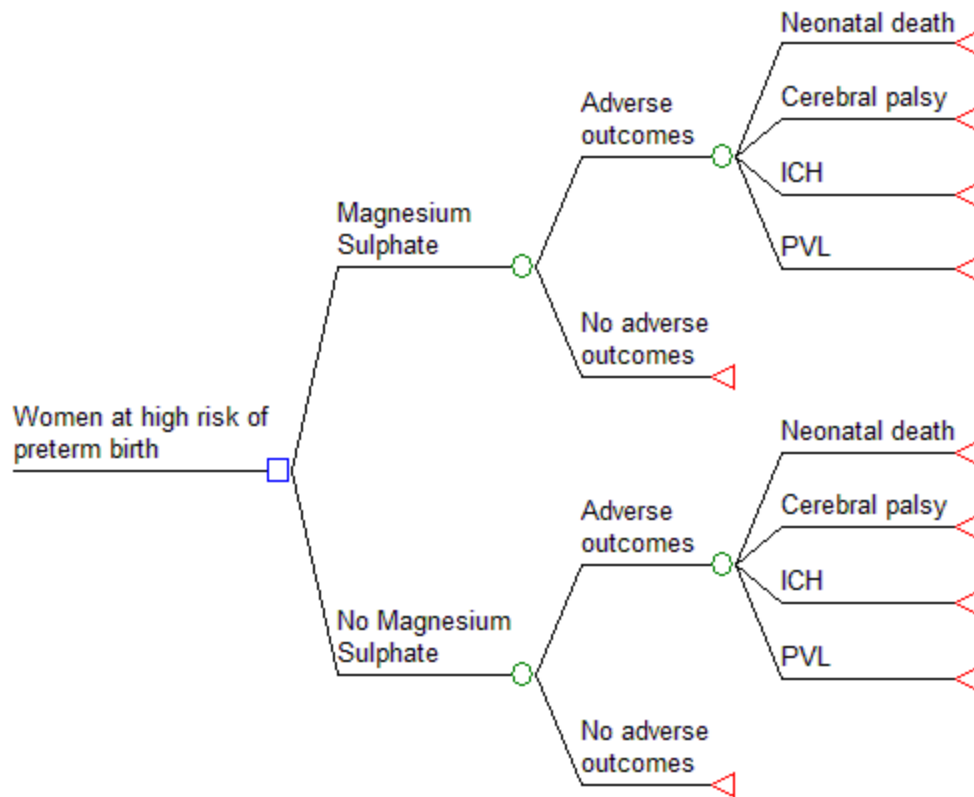 Neonatal death
Adverse
outcomes
Cerebral palsy
ICH
Magnesium
Sulphate
PVL
No adverse
outcomes
Women at high risk of
preterm birth
Neonatal death
Adverse
outcomes
Cerebral palsy
ICH
No Magnesium
Sulphate
PVL
No adverse
outcomes